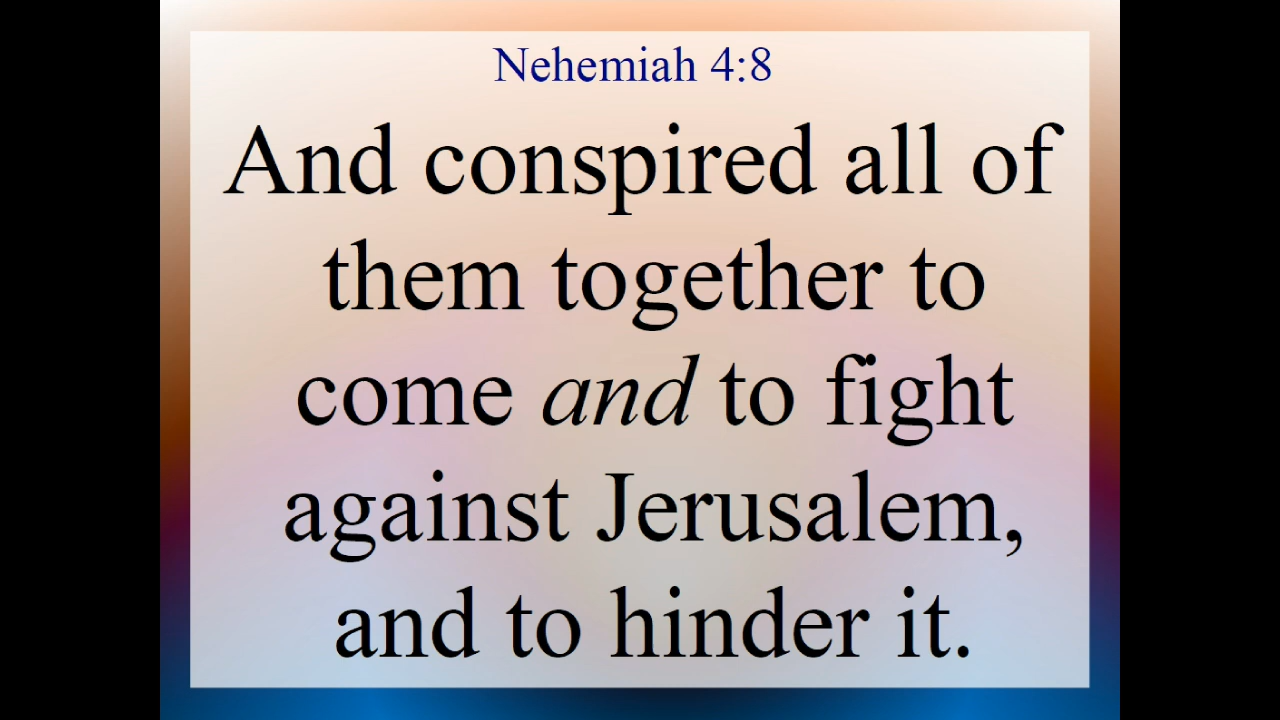 Nehemiah 4:8
And conspired all of
them together to
come and to fight
against Jerusalem,
and to hinder it.